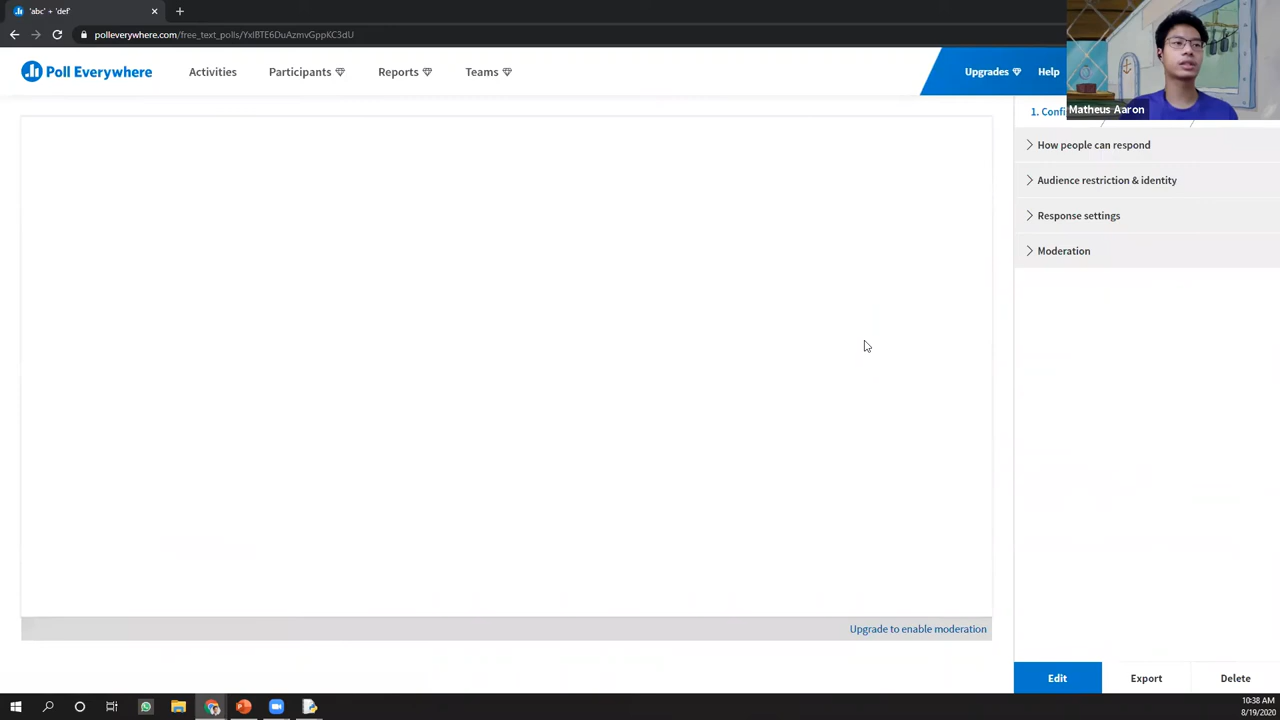 'abc' + 'def'
polleverywhere.com/free_text_polls/YxlBTE6DuAzmvGppKC3dU
Poll Everywhere
Activities
Participants
Reports
Teams
Upgrades
Help
Matheus Aaron
1. Confi
How people can respond
Audience restriction & identity
Response settings
Moderation
Upgrade to enable moderation
Edit
Export
Delete
10:38 AM
8/19/2020